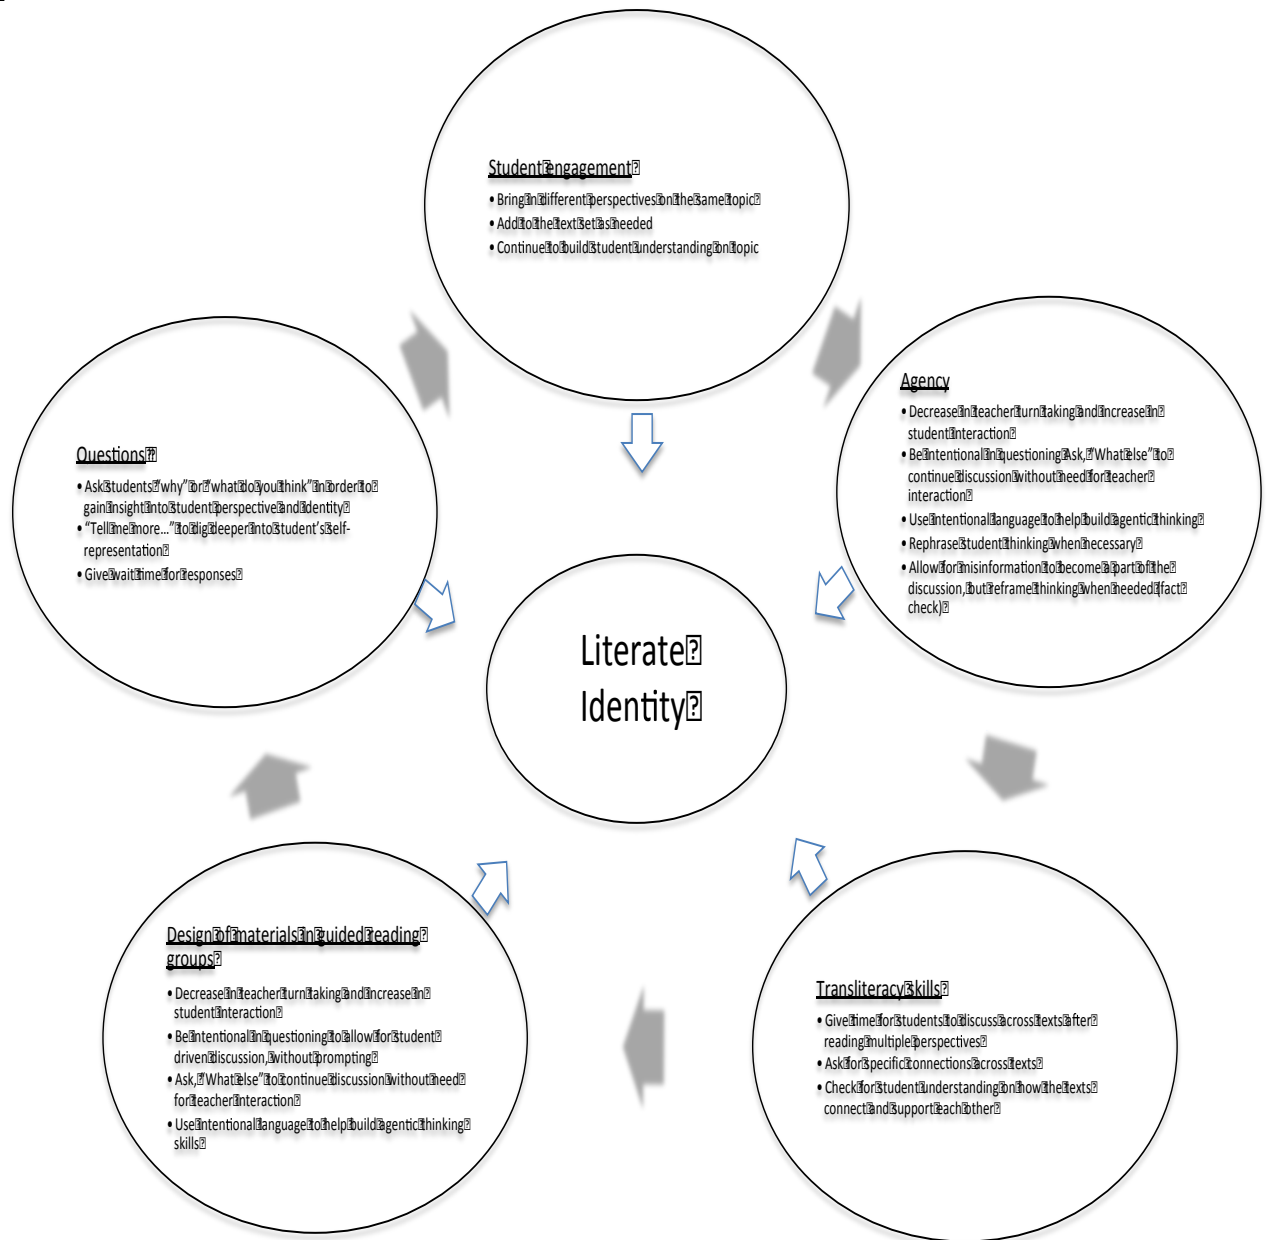 Student engagement
• Bring in different perspectives on the same topic
• Add to the text set as needed
• Continue to build student understanding on topic
Agency
• Decrease in teacher turn taking and increase in
student interaction
• Be intentional in questioning Ask, "What else" to
continue discussion without need for teacher
interaction
• Use intentional language to help build agentic thinking
• Rephrase student thinking when necessary
• Allow for misinformation to become a part of the
discussion, but reframe thinking when needed (fact
check)
Questions
• Ask students "why" or "what do you think" in order to
gain insight into student perspective and identity
• "Tell me more…" to dig deeper into student's self-
representation
• Give wait time for responses
Literate
Identity
Design of materials in guided reading
groups
• Decrease in teacher turn taking and increase in
student interaction
• Be intentional in questioning to allow for student
driven discussion, without prompting
• Ask, "What else" to continue discussion without need
for teacher interaction
• Use intentional language to help build agentic thinking
skills
Transliteracy skills
• Give time for students to discuss across texts after
reading multiple perspectives
• Ask for specific connections across texts
• Check for student understanding on how the texts
connect and support each other